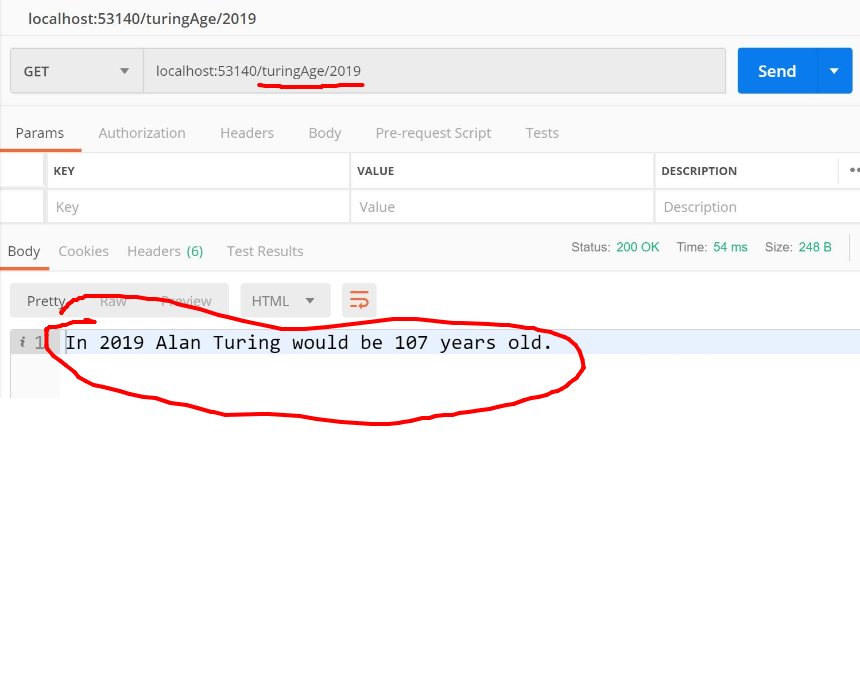 localhost:53140/turingAge/2019
GET localhost:53140/turingAge/2019 Send
Params Authorization Headers Body Pre-request Script Tests
KEY VALUE DESCRIPTION
Key Value Description
Body Cookies Headers (6) Test Results Status: 200 OK Time: 54 ms Size: 248 B
Pretty Raw Preview HTML
i 1 In 2019 Alan Turing would be 107 years old.